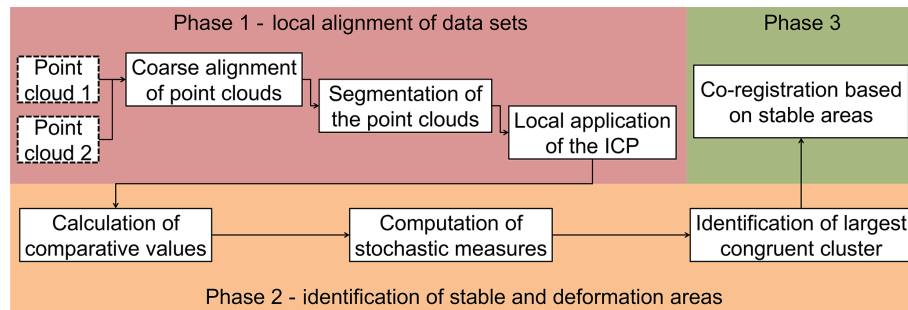 Phase 1 - local alignment of data sets
Phase 3
Point
cloud 1
Coarse alignment
of point clouds
Point
cloud 2
Segmentation of
the point clouds
Local application
of the ICP
Co-registration based
on stable areas
Calculation of
comparative values
Computation of
stochastic measures
Identification of largest
congruent cluster
Phase 2 - identification of stable and deformation areas